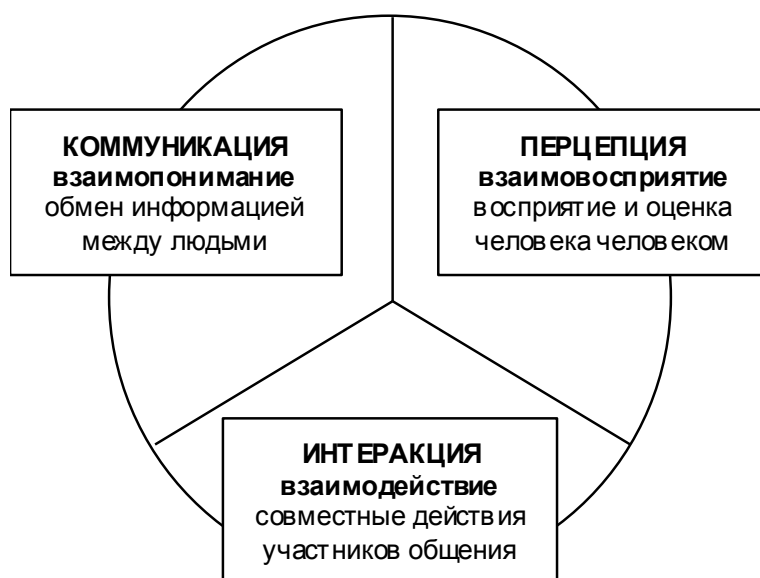 КОММУНИКАЦИЯ
взаимопонимание
обмен информацией
между людьми
ПЕРЦЕПЦИЯ
взаимовосприятие
восприятие и оценка
человека человеком
ИНТЕРАКЦИЯ
взаимодействие
совместные действия
участников общения